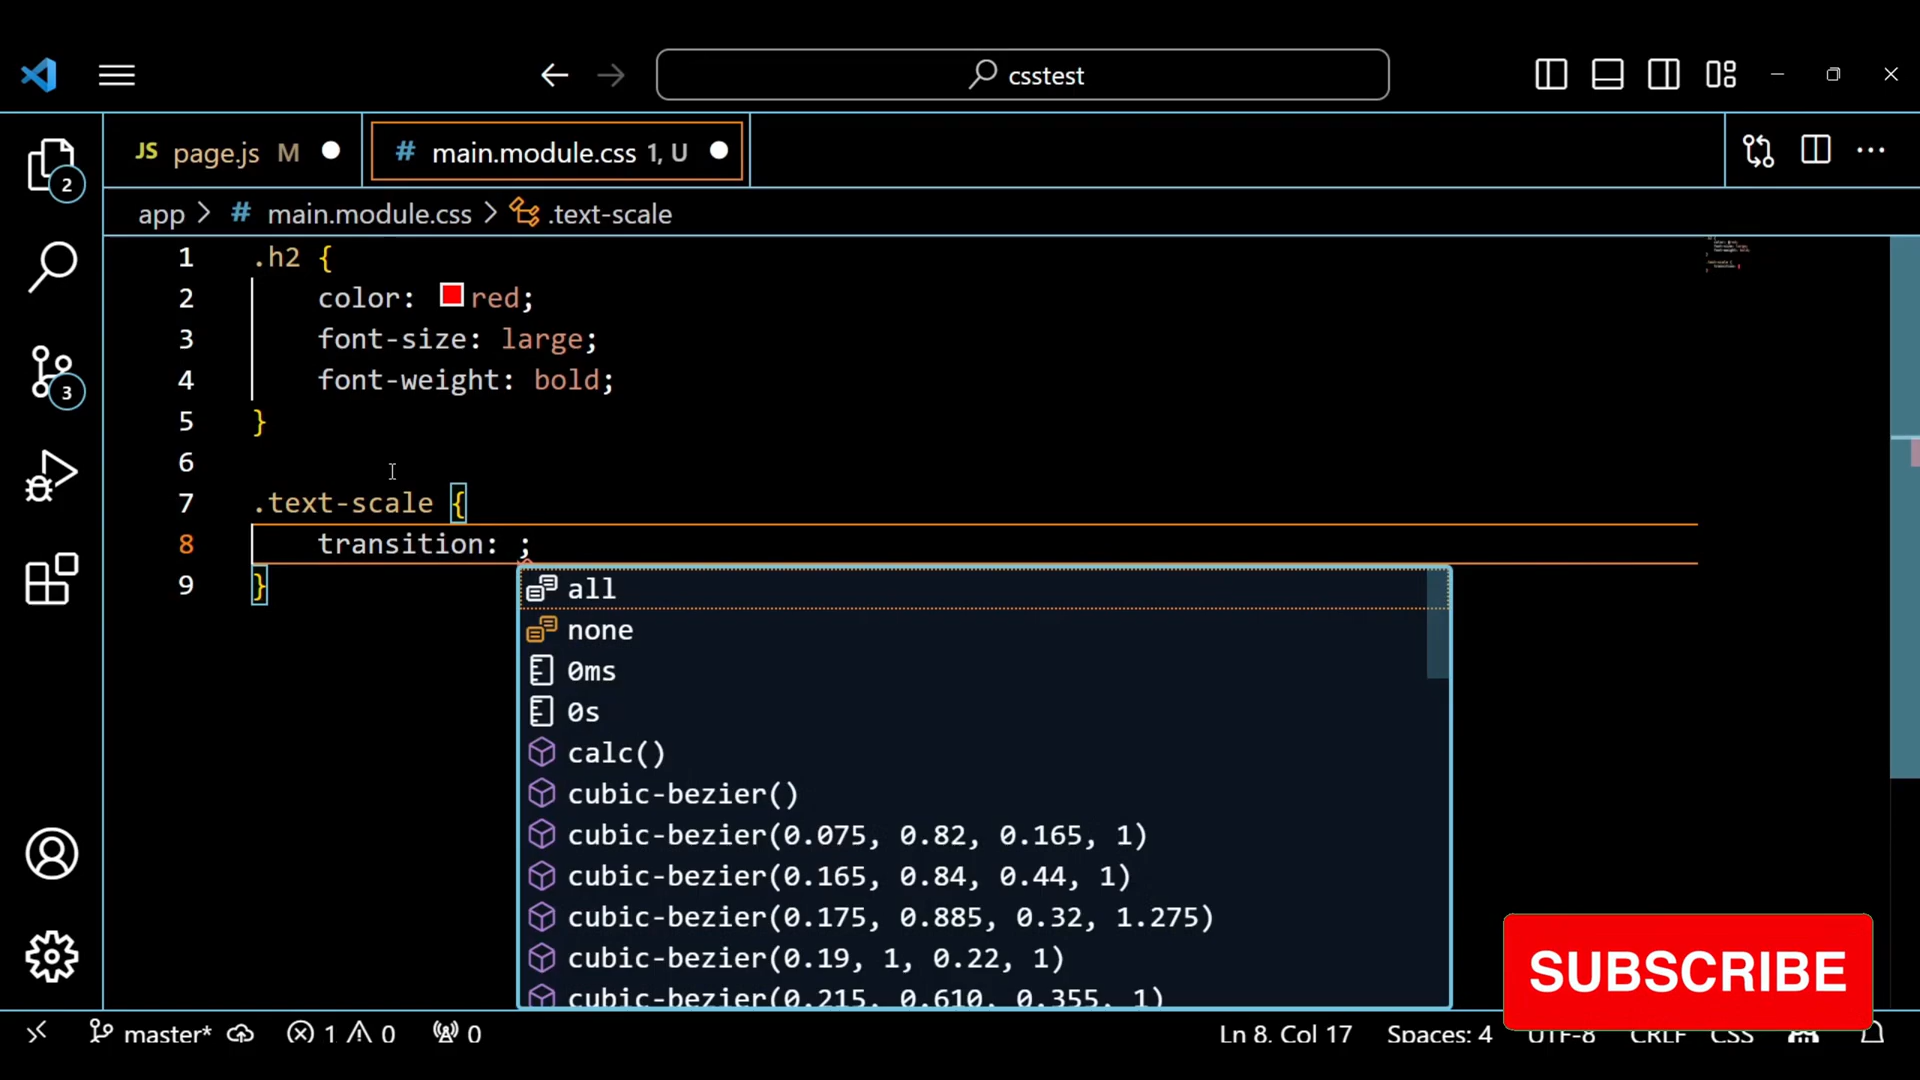 csstest
JS page.js M
# main.module.css 1, U
app > # main.module.css > .text-scale
1 .h2 {
2 color: red;
3 font-size: large;
4 font-weight: bold;
5 }
6
7 .text-scale {
8 transition: ;
9 }
all
none
0ms
0s
calc()
cubic-bezier()
cubic-bezier(0.075, 0.82, 0.165, 1)
cubic-bezier(0.165, 0.84, 0.44, 1)
cubic-bezier(0.175, 0.885, 0.32, 1.275)
cubic-bezier(0.19, 1, 0.22, 1)
cubic-bezier(0.215, 0.610, 0.355, 1)
2
3
SUBSCRIBE
master* 1 0 0 Ln 8, Col 17 Spaces: 4 UTF-8 CRLF CSS